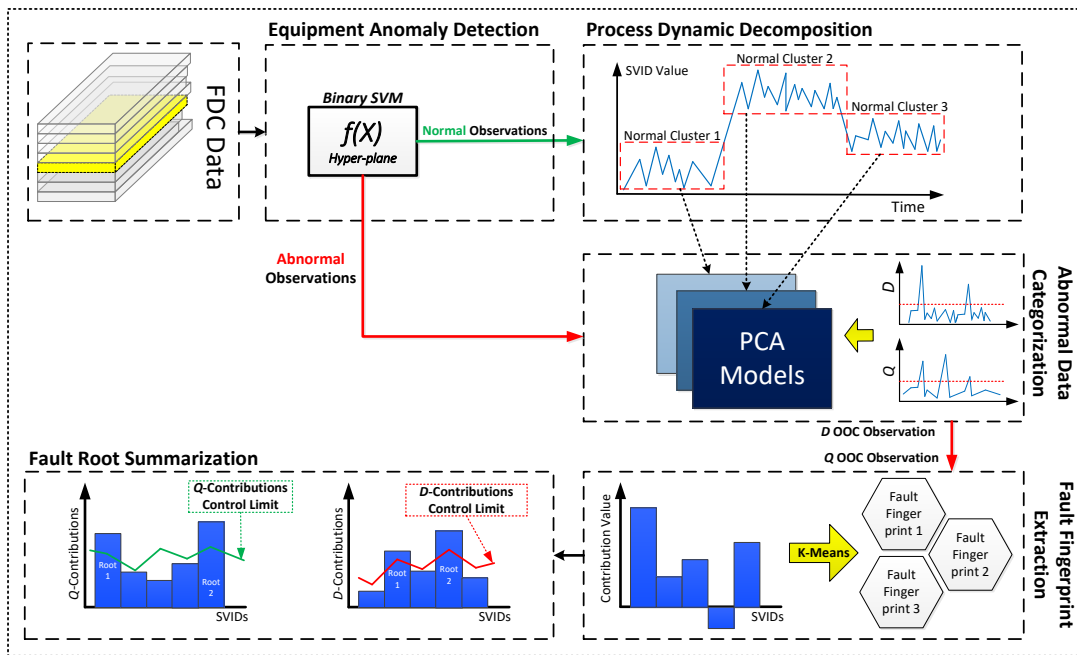 Equipment Anomaly Detection
Process Dynamic Decomposition
FDC Data
Binary SVM
f(X)
Hyper-plane
Normal Observations
Abnormal
Observations
SVID Value
Normal Cluster 1
Normal Cluster 2
Normal Cluster 3
Time
Abnormal Data
Categorization
PCA
Models
D
Q
D OOC Observation
Q OOC Observation
Fault Root Summarization
Q-Contributions
Q-Contributions
Control Limit
Root
1
Root
2
SVIDs
D-Contributions
D-Contributions
Control Limit
Root
1
Root
2
SVIDs
Fault Fingerprint
Extraction
Contribution Value
SVIDs
K-Means
Fault
Finger
print 1
Fault
Finger
print 2
Fault
Finger
print 3